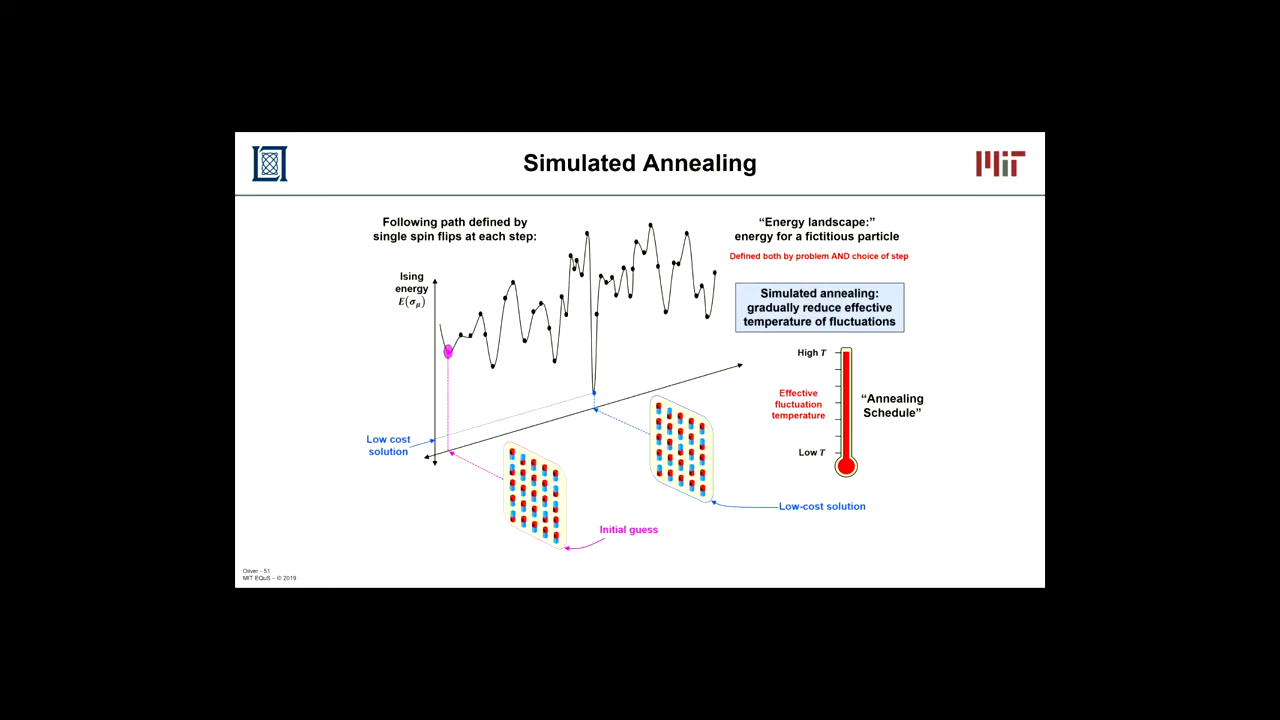 Simulated Annealing
MIT
Following path defined by
single spin flips at each step:
"Energy landscape:"
energy for a fictitious particle
Defined both by problem AND choice of step
Ising
energy
E(σμ)
Simulated annealing:
gradually reduce effective
temperature of fluctuations
High T
Effective
fluctuation
temperature
"Annealing
Schedule"
Low T
Low cost
solution
Low-cost solution
Initial guess
Oliver - 51
MIT EQuS – © 2019